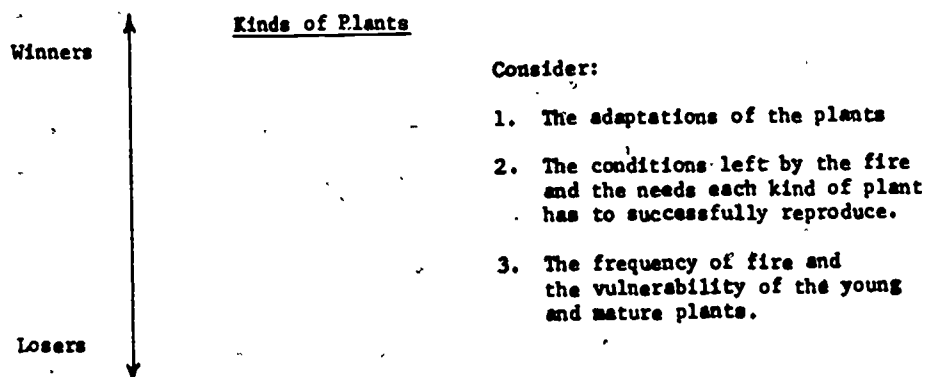 Kinds of Plants
Winners
Consider:
1. The adaptations of the plants
2. The conditions left by the fire
and the needs each kind of plant
has to successfully reproduce.
3. The frequency of fire and
the vulnerability of the young
and mature plants.
Losers